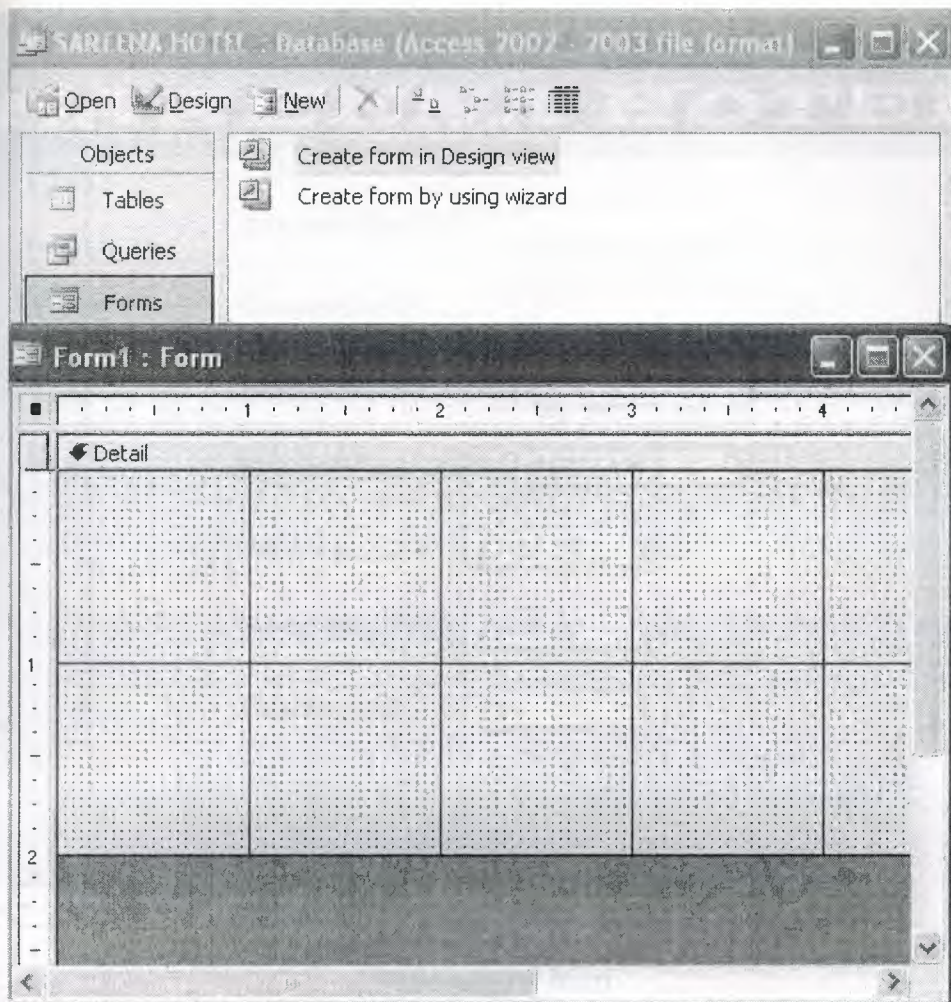 SAREENA HOTEL : Database (Access 2002 - 2003 file format)
Open Design New
Objects
Create form in Design view
Tables
Create form by using wizard
Queries
Forms
Form1 : Form
1 2 3 4
Detail
1
2